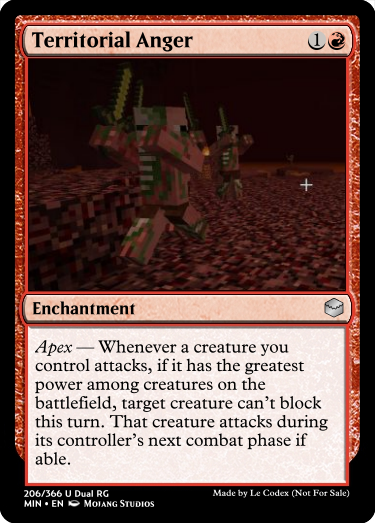 Territorial Anger 1
Enchantment
Apex — Whenever a creature you
control attacks, if it has the greatest
power among creatures on the
battlefield, target creature can't block
this turn. That creature attacks during
its controller's next combat phase if
able.
206/366 U Dual RG
MIN • EN Mojang Studios
Made by Le Codex (Not For Sale)